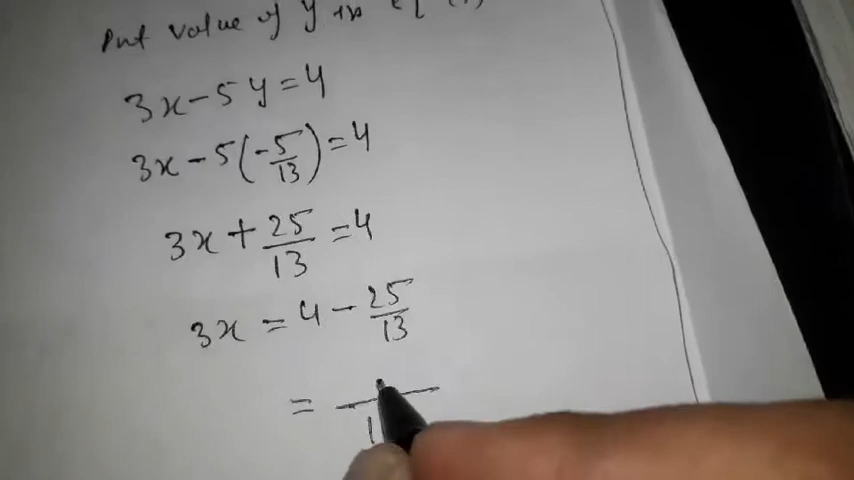 Put value of y in eq
3x - 5y = 4
3x - 5(-5/13) = 4
3x + 25/13 = 4
3x = 4 - 25/13
=